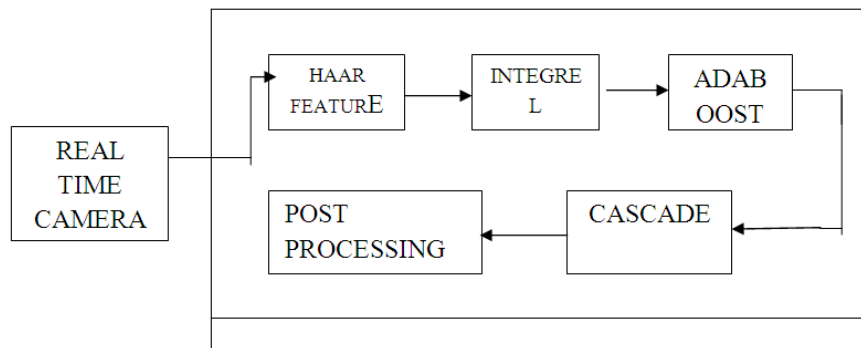 HAAR
FEATURE
INTEGRE
L
ADAB
OOST
REAL
TIME
CAMERA
POST
PROCESSING
CASCADE